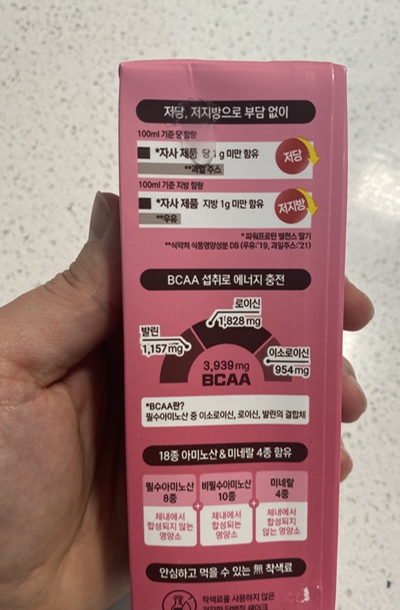 저당, 저지방으로 부담 없이
100ml 기준 당 함량
*자사 제품 당 1g 미만 함유
저당
**과일 주스
100ml 기준 지방 함량
*자사 제품 지방 1g 미만 함유
저지방
**우유
* 파워프로틴 밸런스 딸기
**식약처 식품영양성분 DB (우유:'19, 과일주스:'21)
BCAA 섭취로 에너지 충전
로이신
1,828 mg
발린
1,157 mg
이소로이신
954 mg
3,939 mg
BCAA
*BCAA란?
필수아미노산 중 이소로이신, 로이신, 발린의 결합체
18종 아미노산 & 미네랄 4종 함유
필수아미노산
8종
체내에서
합성되지 않는
영양소
+
비필수아미노산
10종
체내에서
합성되는
영양소
+
미네랄
4종
체내에서
합성되지
않는 영양소
안심하고 먹을 수 있는 無 착색료
착색료를 사용하지 않은